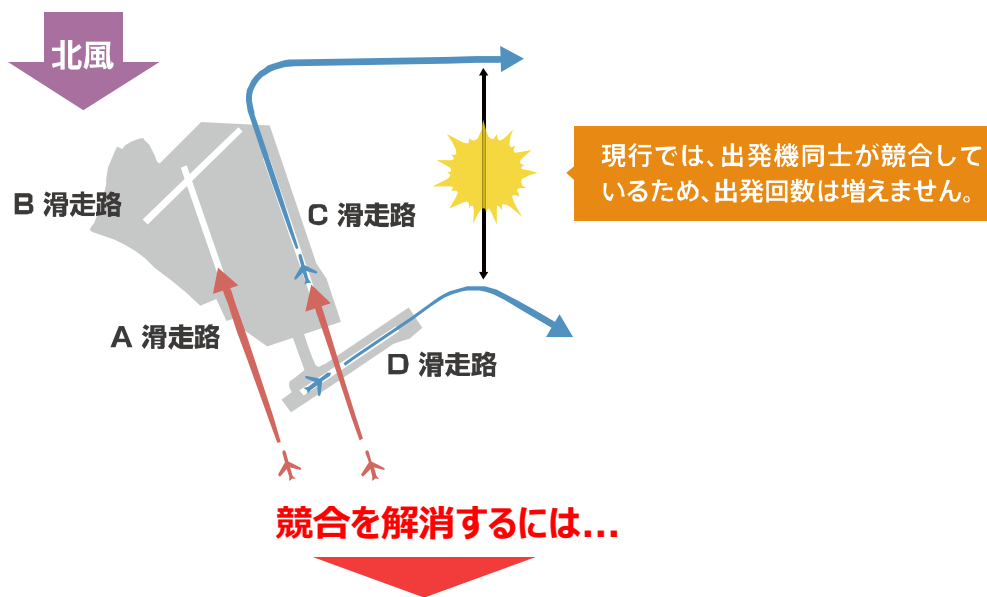 北風
現行では、出発機同士が競合して
いるため、出発回数は増えません。
B 滑走路
C 滑走路
A 滑走路
D 滑走路
競合を解消するには...